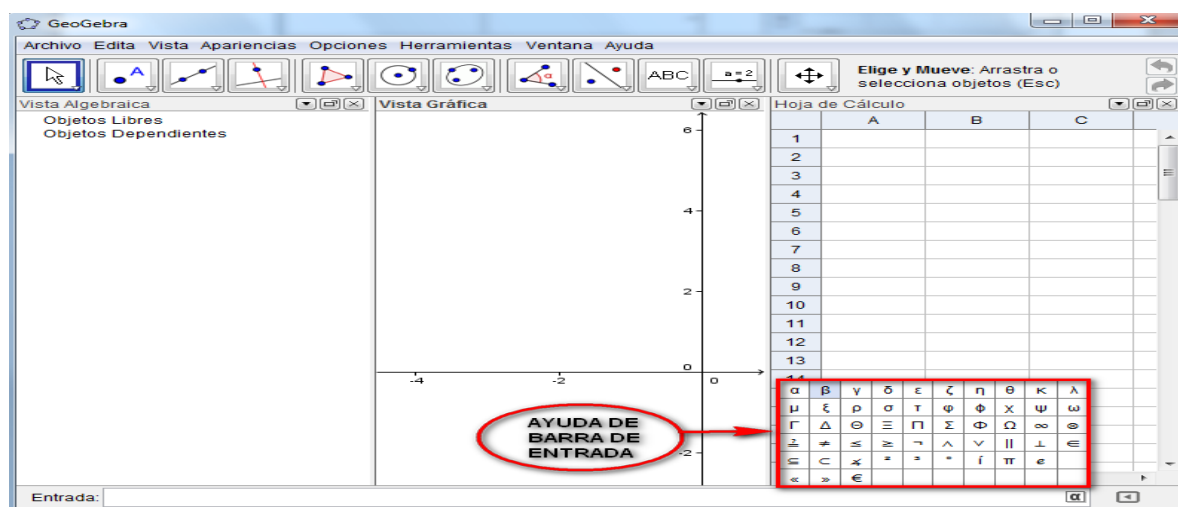 GeoGebra
Archivo Edita Vista Apariencias Opciones Herramientas Ventana Ayuda
A
α
ABC
a=2
Elige y Mueve: Arrastra o
selecciona objetos (Esc)
Vista Algebraica
Vista Gráfica
Hoja de Cálculo
Objetos Libres
Objetos Dependientes
6
4
2
0
-4
-2
0
-2
A B C
1
2
3
4
5
6
7
8
9
10
11
12
13
14
α β γ δ ε ζ η θ κ λ
μ ξ ρ σ τ φ ϕ χ ψ ω
Γ Δ Θ Ξ Π Σ Φ Ω ∞ ⊗
≟ ≠ ≤ ≥ ¬ ∧ ∨ ∥ ⊥ ∈
⊆ ⊂ ∡ ² ³ ° í π e
« » €
AYUDA DE
BARRA DE
ENTRADA
Entrada:
α